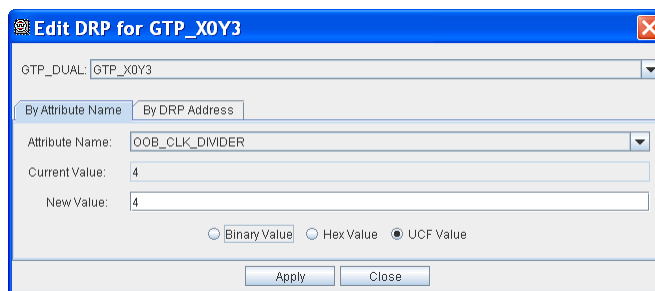 Edit DRP for GTP_X0Y3
GTP_DUAL: GTP_X0Y3
By Attribute Name By DRP Address
Attribute Name: OOB_CLK_DIVIDER
Current Value: 4
New Value: 4
Binary Value Hex Value UCF Value
Apply Close